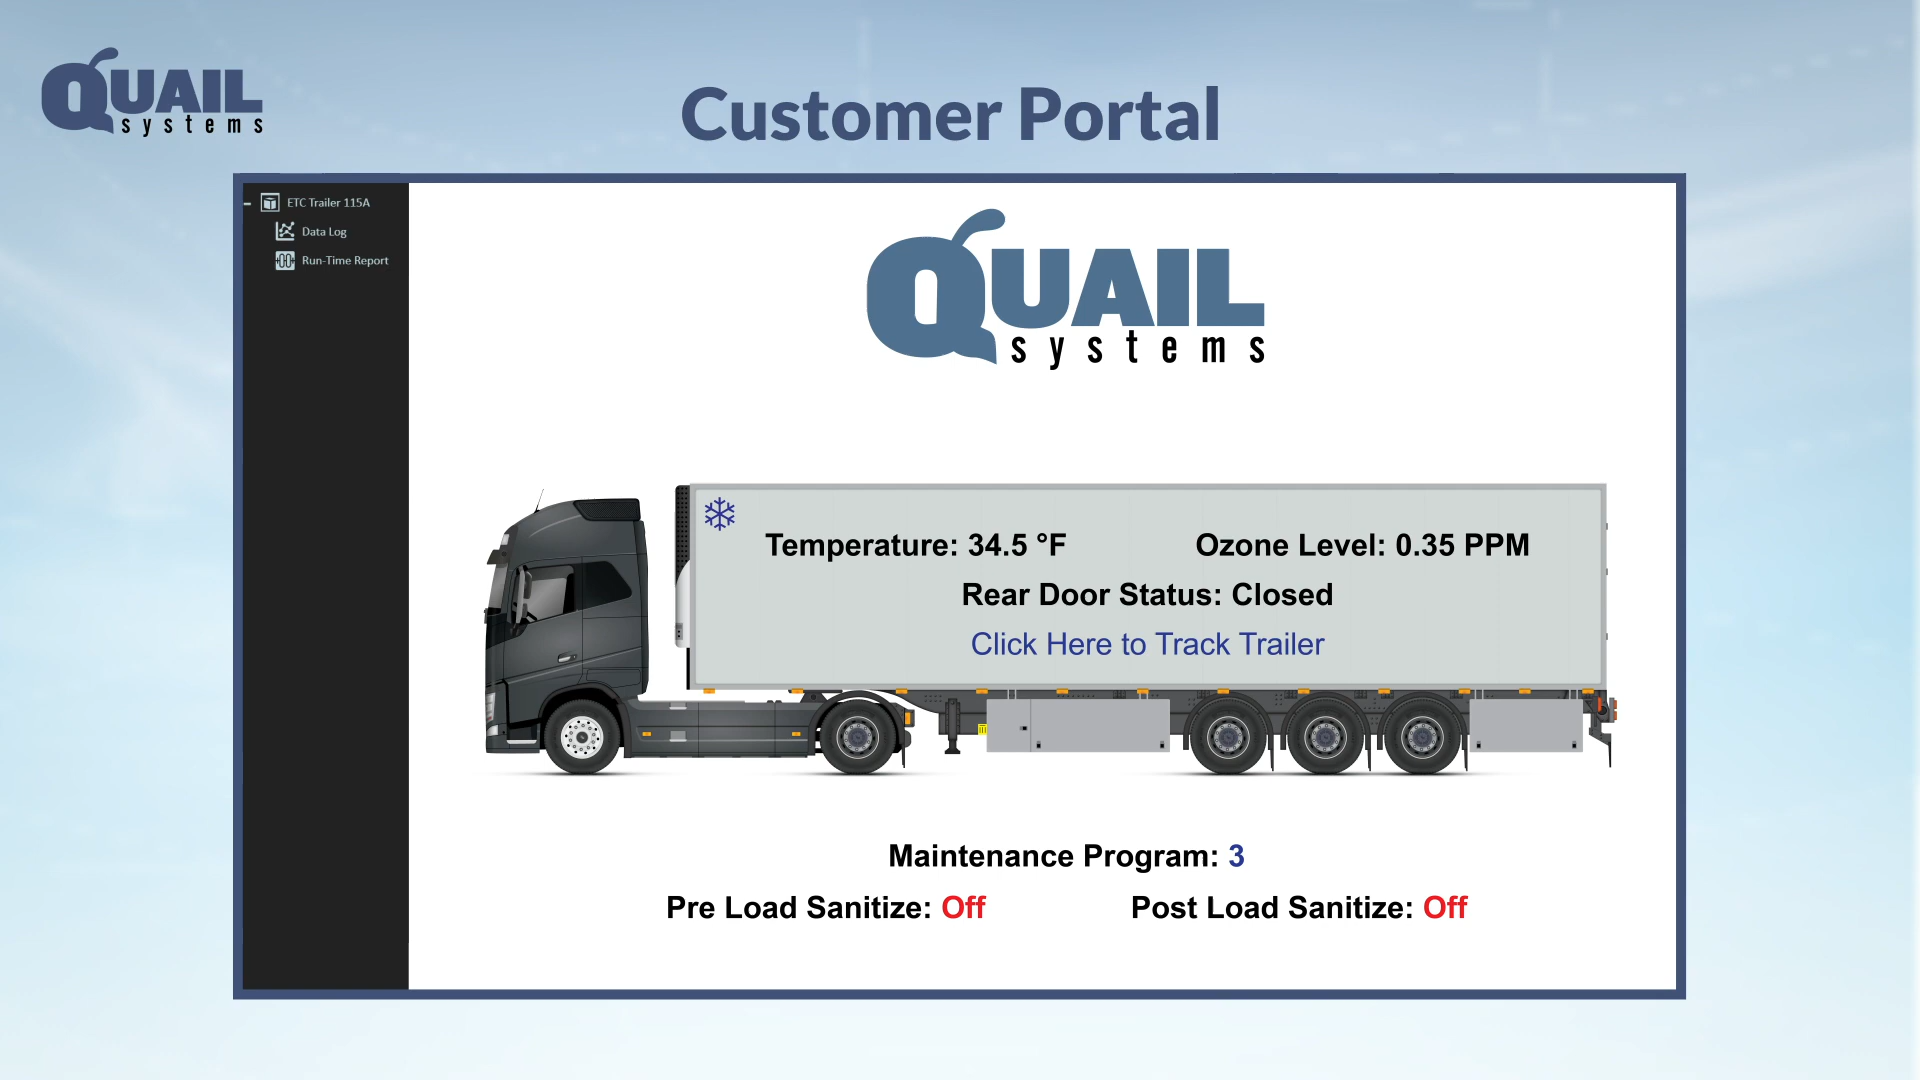 QUAIL
systems
Customer Portal
ETC Trailer 115A
Data Log
Run-Time Report
QUAIL
systems
Temperature: 34.5 °F
Ozone Level: 0.35 PPM
Rear Door Status: Closed
Click Here to Track Trailer
Maintenance Program: 3
Pre Load Sanitize: Off
Post Load Sanitize: Off